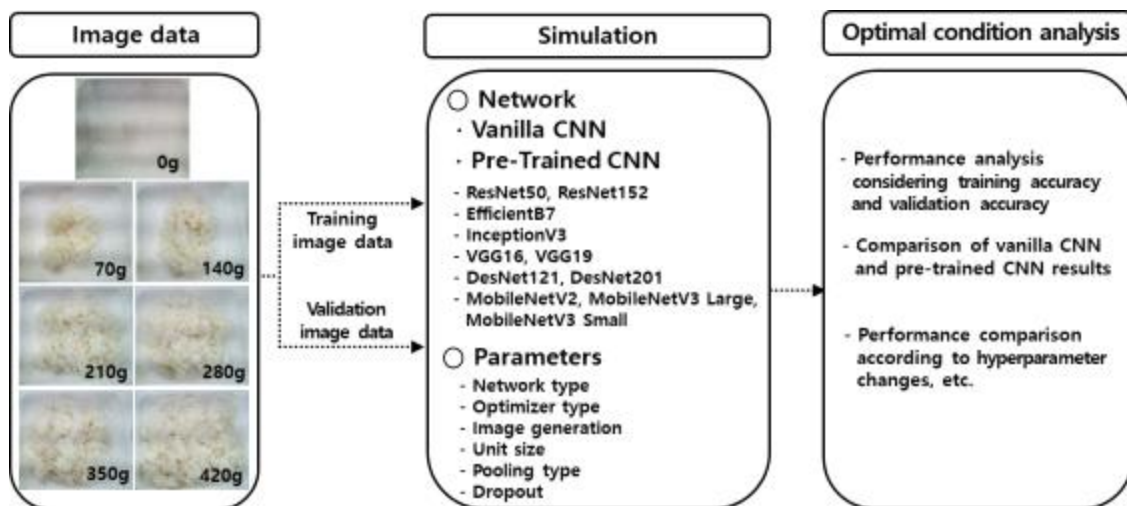 Image data
0g
70g
140g
210g
280g
350g
420g
Training
image data
Validation
image data
Simulation
○ Network
· Vanilla CNN
· Pre-Trained CNN
- ResNet50, ResNet152
- EfficientB7
- InceptionV3
- VGG16, VGG19
- DesNet121, DesNet201
- MobileNetV2, MobileNetV3 Large,
MobileNetV3 Small
○ Parameters
- Network type
- Optimizer type
- Image generation
- Unit size
- Pooling type
- Dropout
Optimal condition analysis
- Performance analysis
considering training accuracy
and validation accuracy
- Comparison of vanilla CNN
and pre-trained CNN results
- Performance comparison
according to hyperparameter
changes, etc.